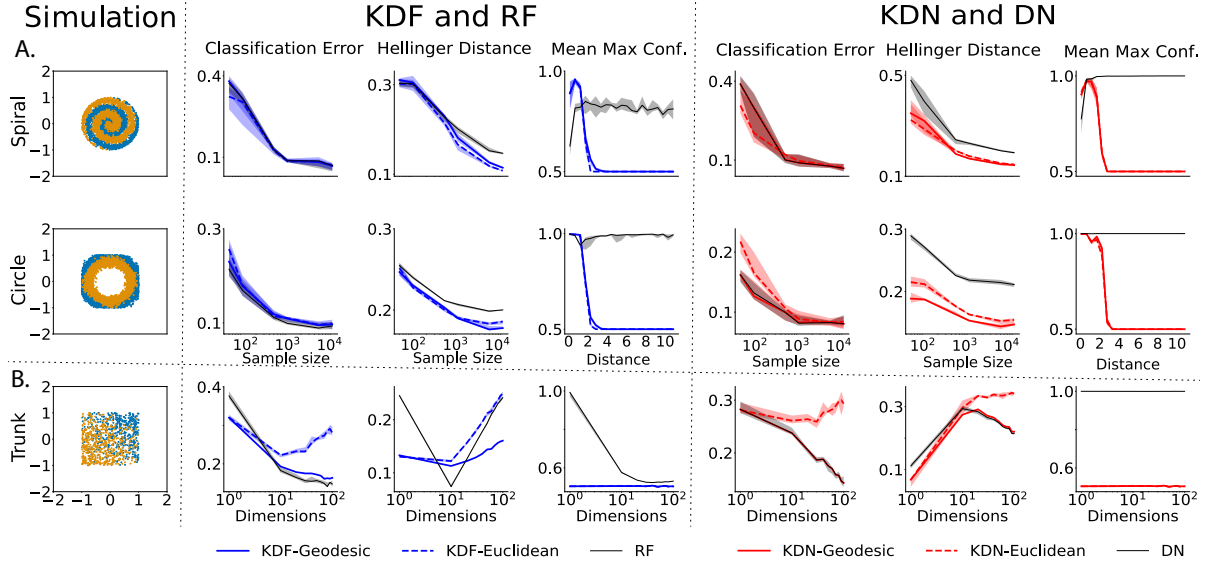 Simulation
KDF and RF
KDN and DN
A.
Classification Error
Hellinger Distance
Mean Max Conf.
Classification Error
Hellinger Distance
Mean Max Conf.
Spiral
2
1
0
−1
−2
0.4
0.1
0.3
0.1
1.0
0.5
0.4
0.1
0.5
0.1
1.0
0.5
Circle
2
1
0
−1
−2
0.3
0.1
0.3
0.2
1.0
0.5
0.2
0.1
0.3
0.2
1.0
0.5
10² 10³ 10⁴
Sample size
10² 10³ 10⁴
Sample Size
0 2 4 6 8 10
Distance
10² 10³ 10⁴
Sample size
10² 10³ 10⁴
Sample Size
0 2 4 6 8 10
Distance
B.
Trunk
2
1
0
−1
−2
−2 −1 0 1 2
0.4
0.2
10⁰ 10¹ 10²
Dimensions
0.2
0.1
10⁰ 10¹ 10²
Dimensions
1.0
0.6
10⁰ 10¹ 10²
Dimensions
0.3
0.2
10⁰ 10¹ 10²
Dimensions
0.3
0.1
10⁰ 10¹ 10²
Dimensions
1.0
0.6
10⁰ 10¹ 10²
Dimensions
KDF-Geodesic
KDF-Euclidean
RF
KDN-Geodesic
KDN-Euclidean
DN